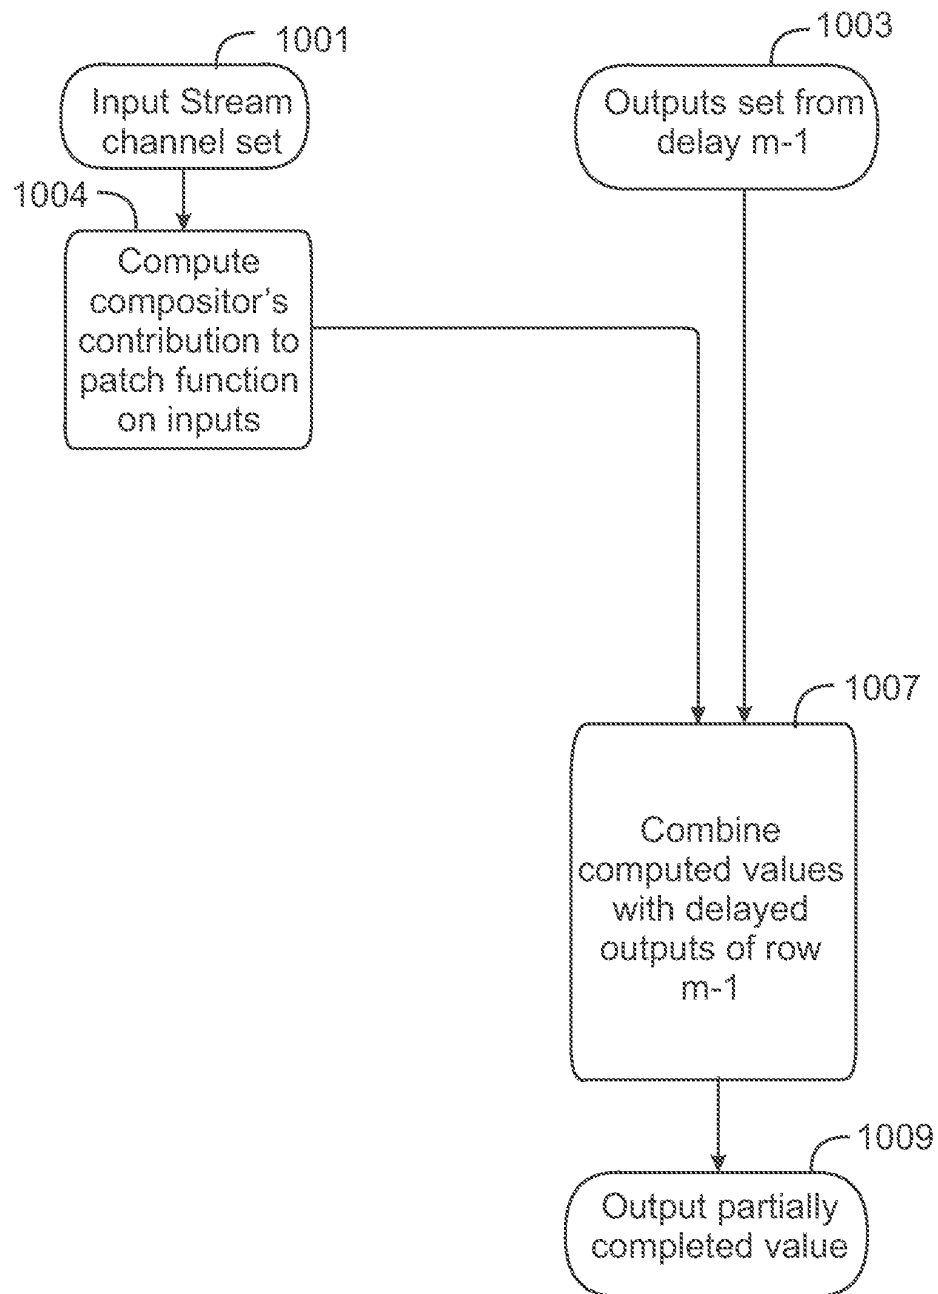 1001
Input Stream
channel set
1003
Outputs set from
delay m-1
1004
Compute
compositor's
contribution to
patch function
on inputs
1007
Combine
computed values
with delayed
outputs of row
m-1
1009
Output partially
completed value